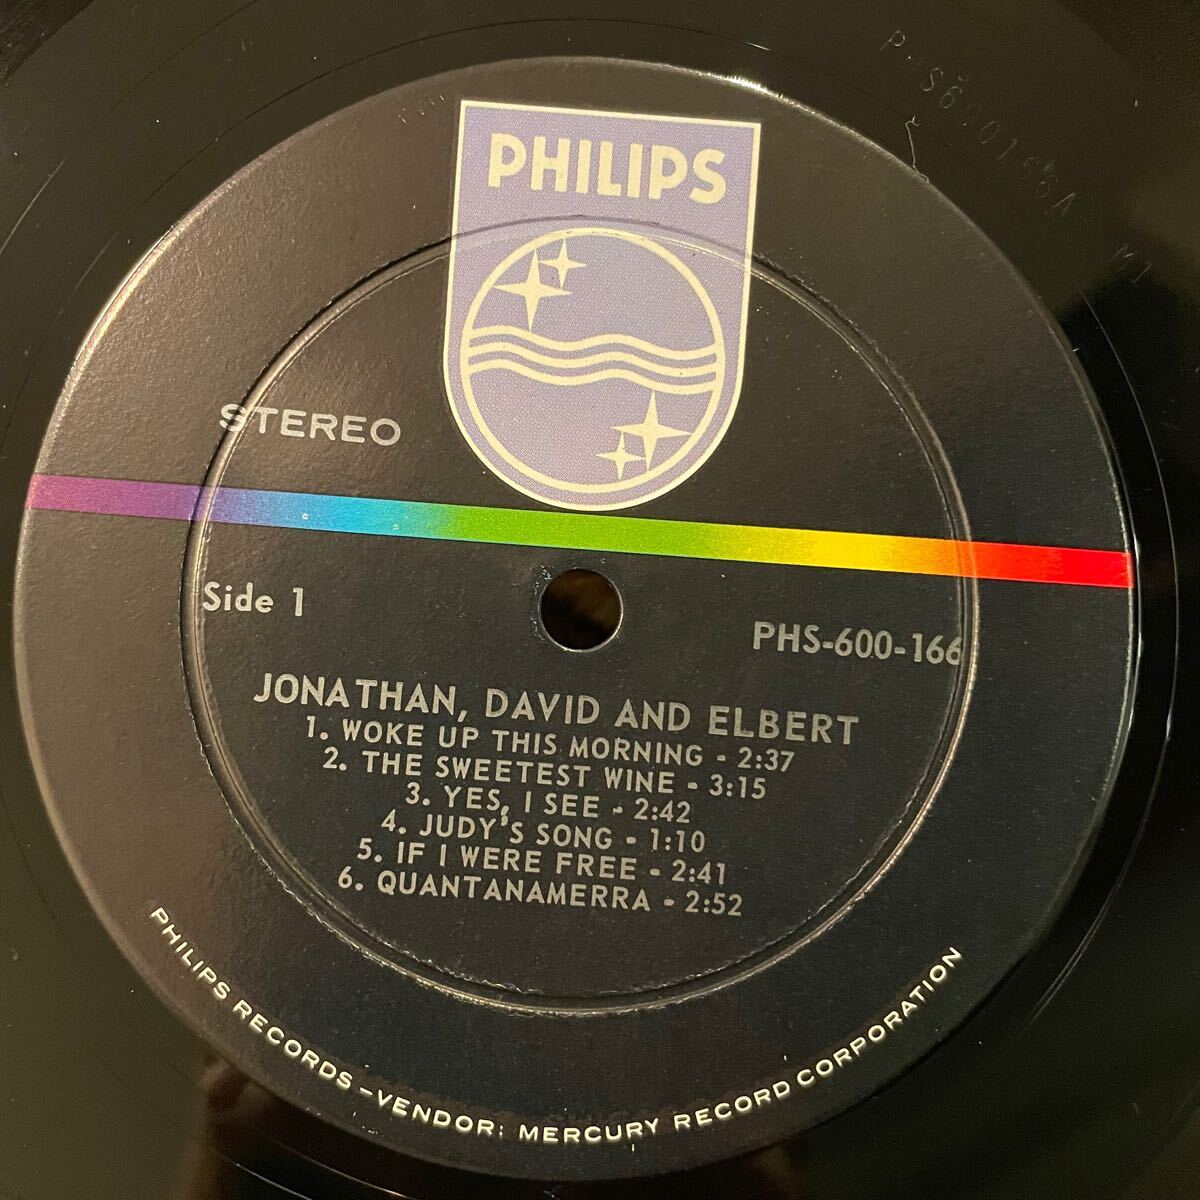 PHILIPS
STEREO
Side 1
PHS-600-166
JONATHAN, DAVID AND ELBERT
1. WOKE UP THIS MORNING - 2:37
2. THE SWEETEST WINE - 3:15
3. YES, I SEE - 2:42
4. JUDY'S SONG - 1:10
5. IF I WERE FREE - 2:41
6. QUANTANAMERRA - 2:52
PHILIPS RECORDS – VENDOR: MERCURY RECORD CORPORATION
PHS600166A